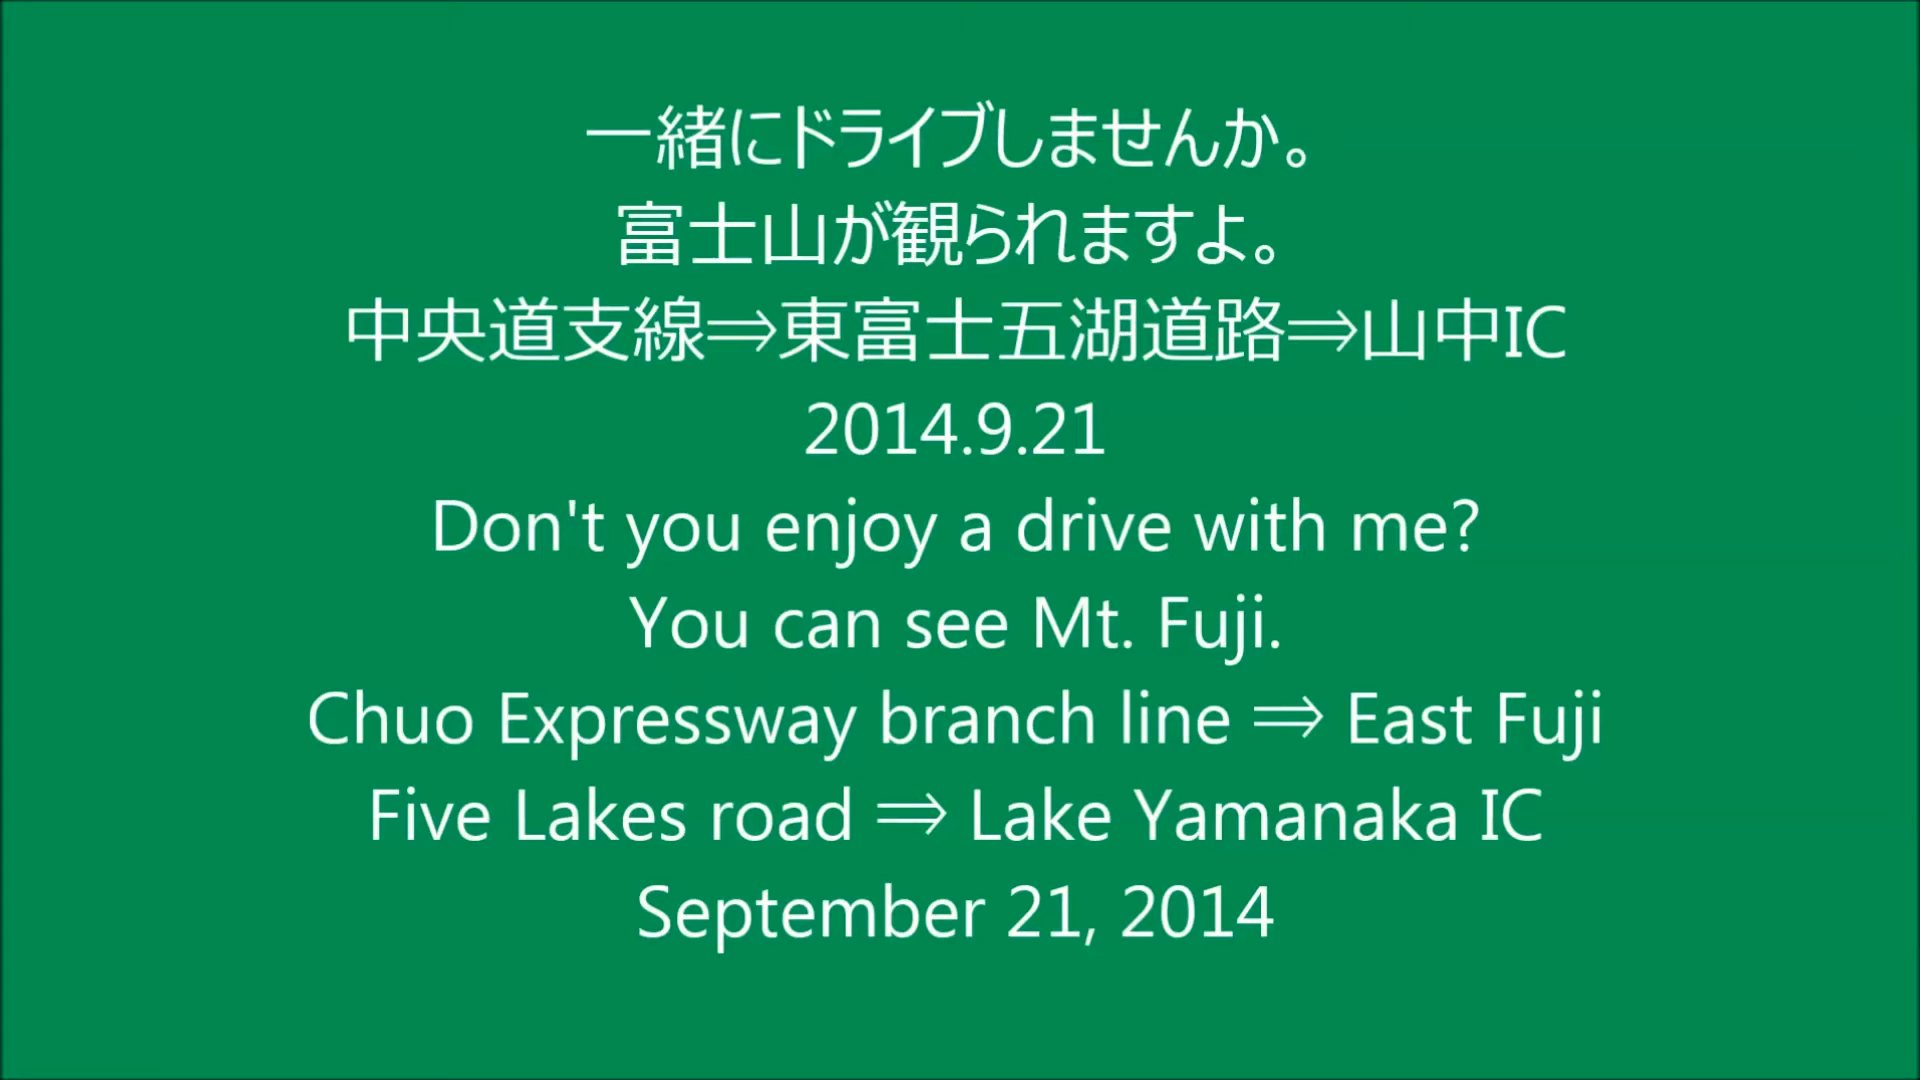 一緒にドライブしませんか。
富士山が観られますよ。
中央道支線⇒東富士五湖道路⇒山中IC
2014.9.21
Don't you enjoy a drive with me?
You can see Mt. Fuji.
Chuo Expressway branch line ⇒ East Fuji
Five Lakes road ⇒ Lake Yamanaka IC
September 21, 2014